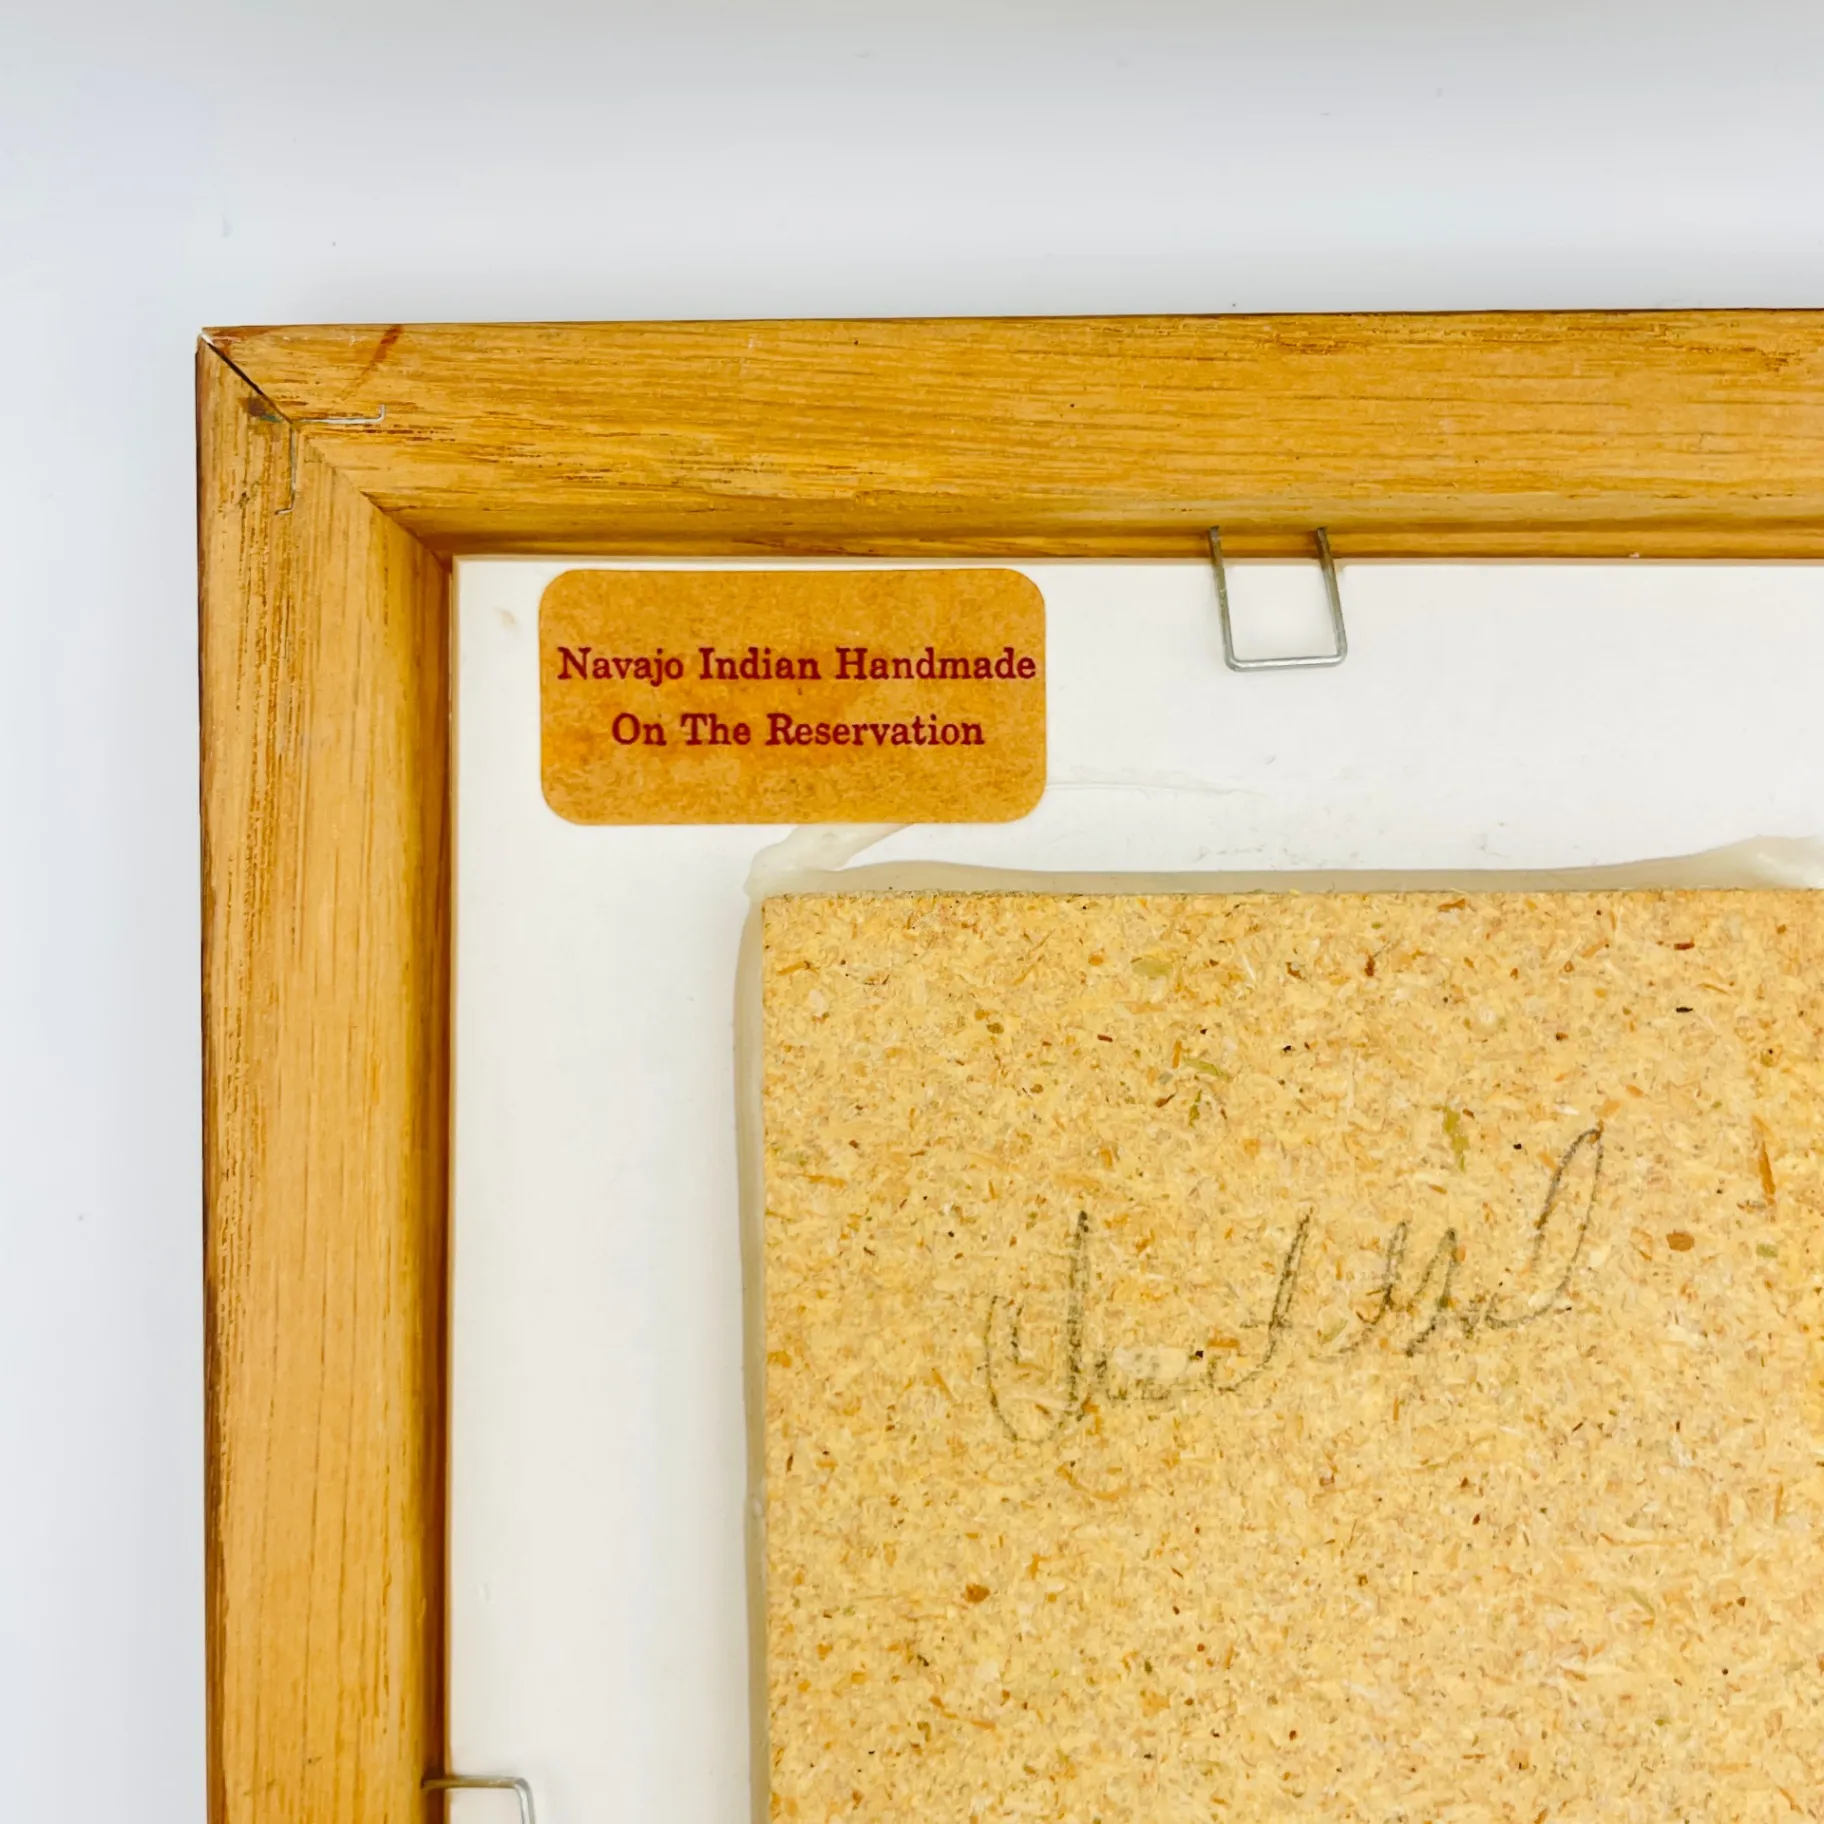 Navajo Indian Handmade
On The Reservation